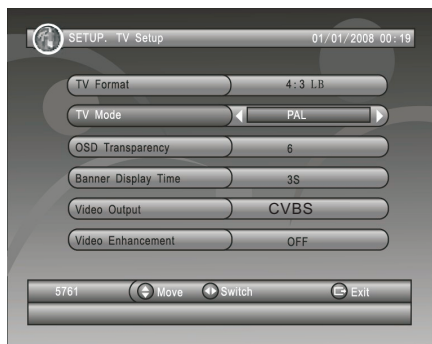 SETUP. TV Setup 01/01/2008 00:19
TV Format 4:3 LB
TV Mode PAL
OSD Transparency 6
Banner Display Time 3S
Video Output CVBS
Video Enhancement OFF
5761 Move Switch Exit